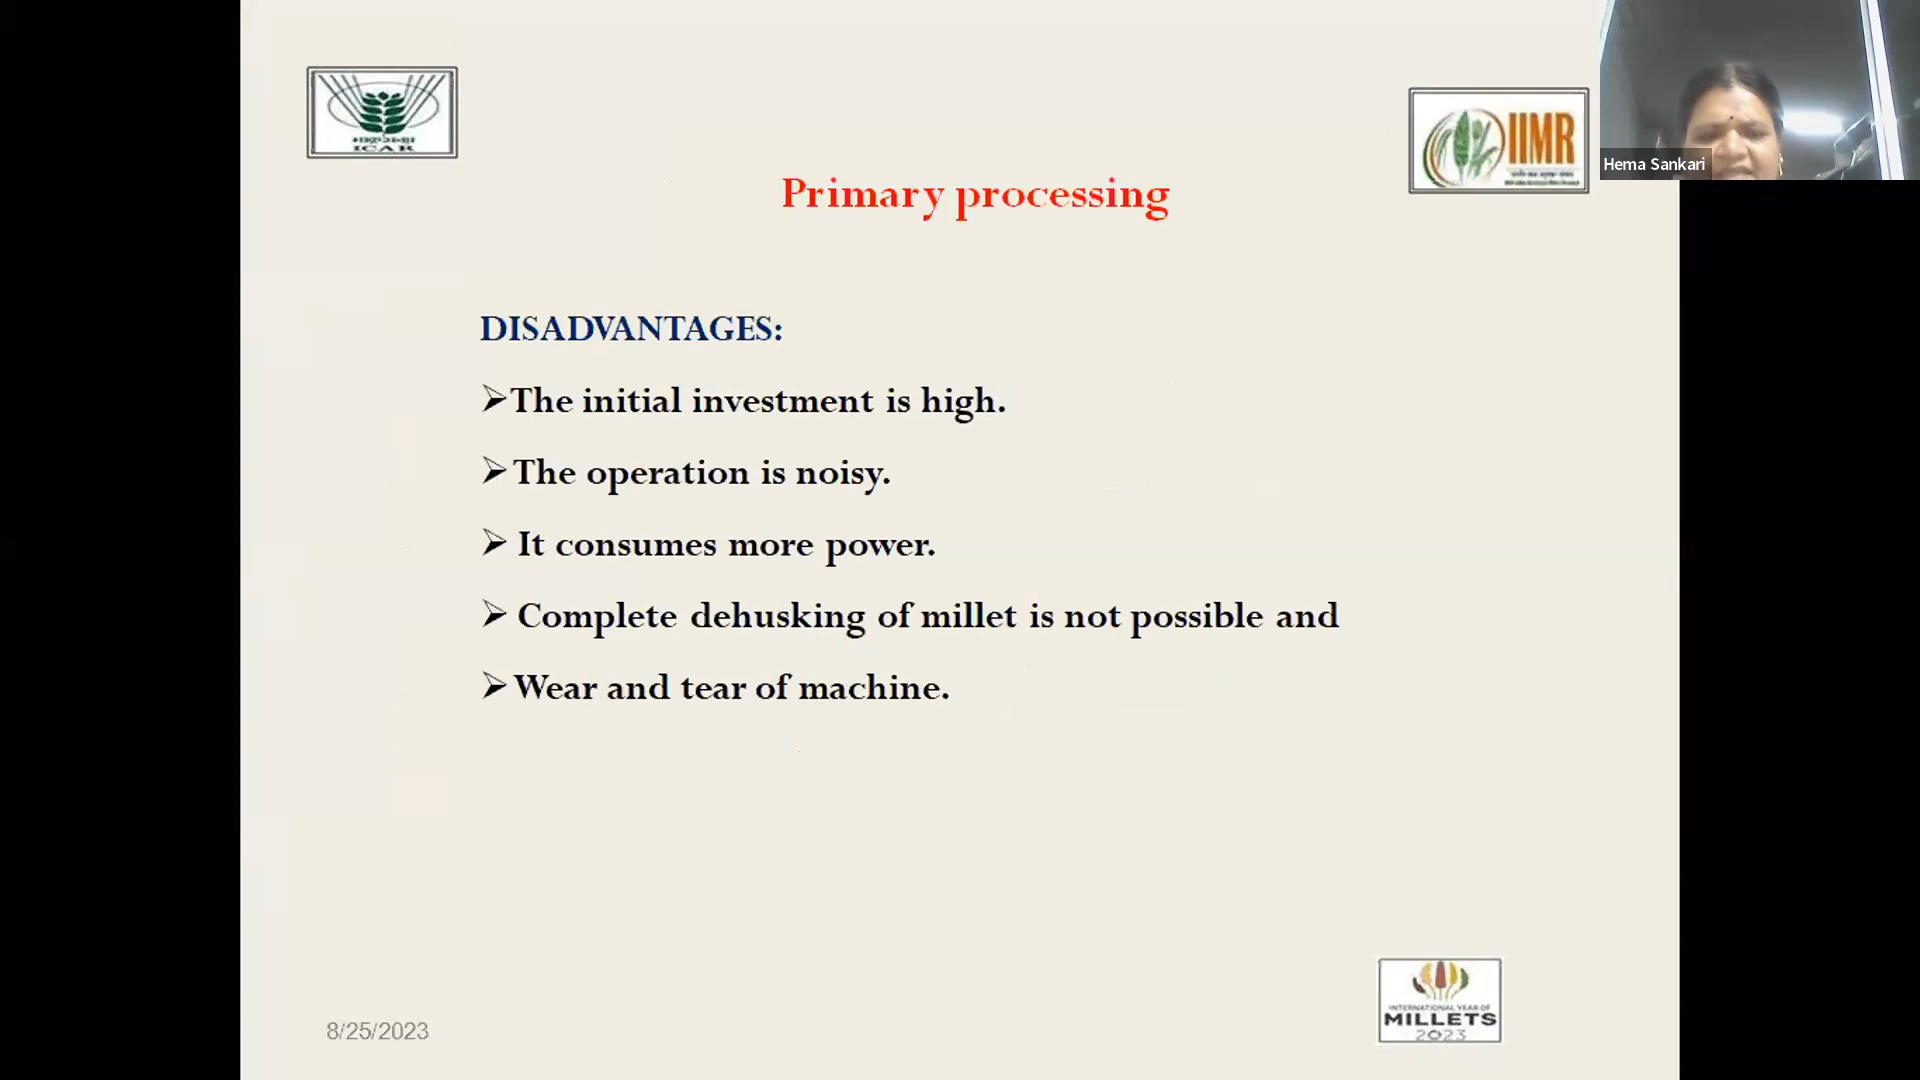 ICAR
IIMR
Hema Sankari
Primary processing
DISADVANTAGES:
➢The initial investment is high.
➢The operation is noisy.
➢ It consumes more power.
➢ Complete dehusking of millet is not possible and
➢Wear and tear of machine.
INTERNATIONAL YEAR OF
MILLETS
2023
8/25/2023